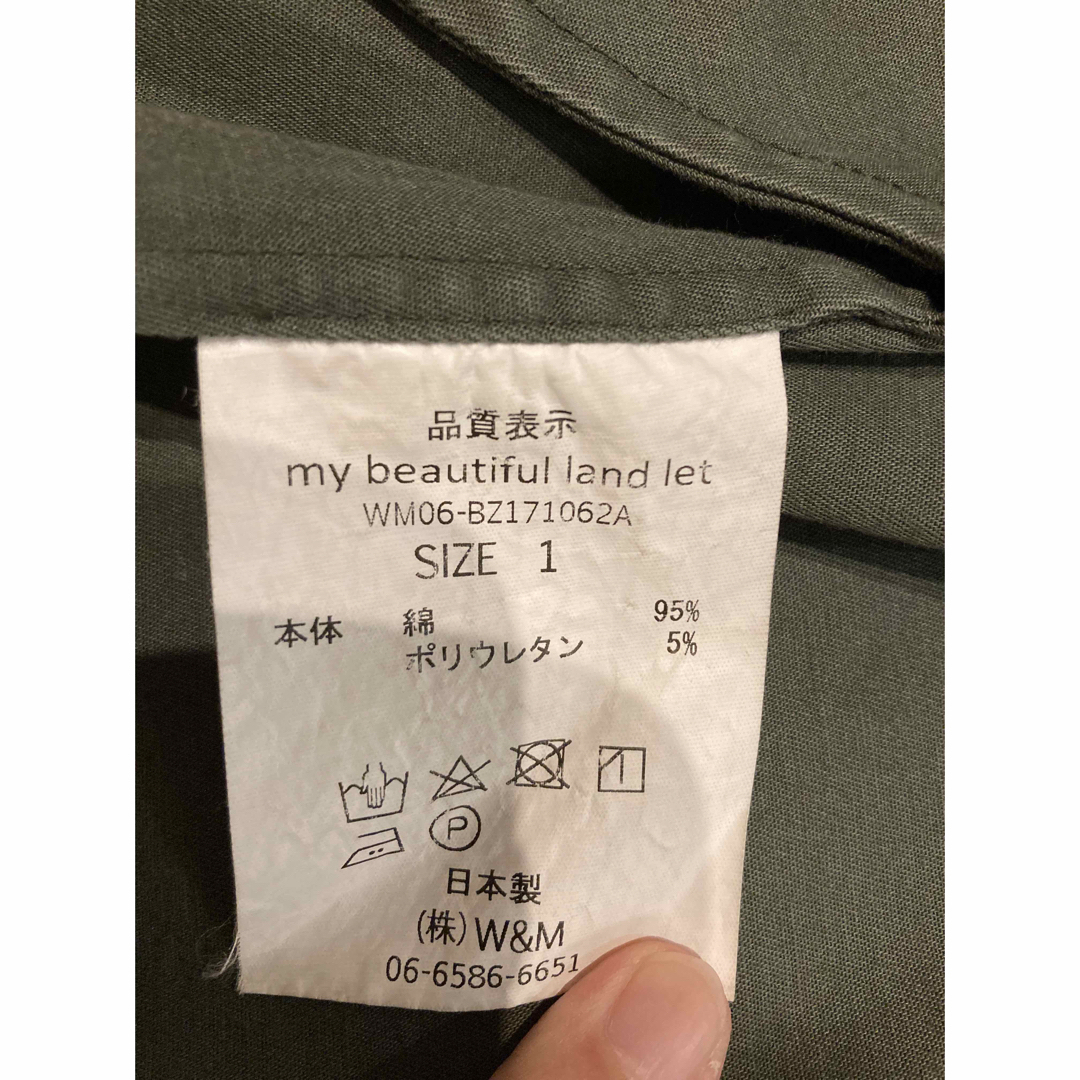 品質表示
my beautiful land let
WM06-BZ171062A
SIZE 1
本体 綿 95%
ポリウレタン 5%
P
日本製
(株)W&M
06-6586-6651